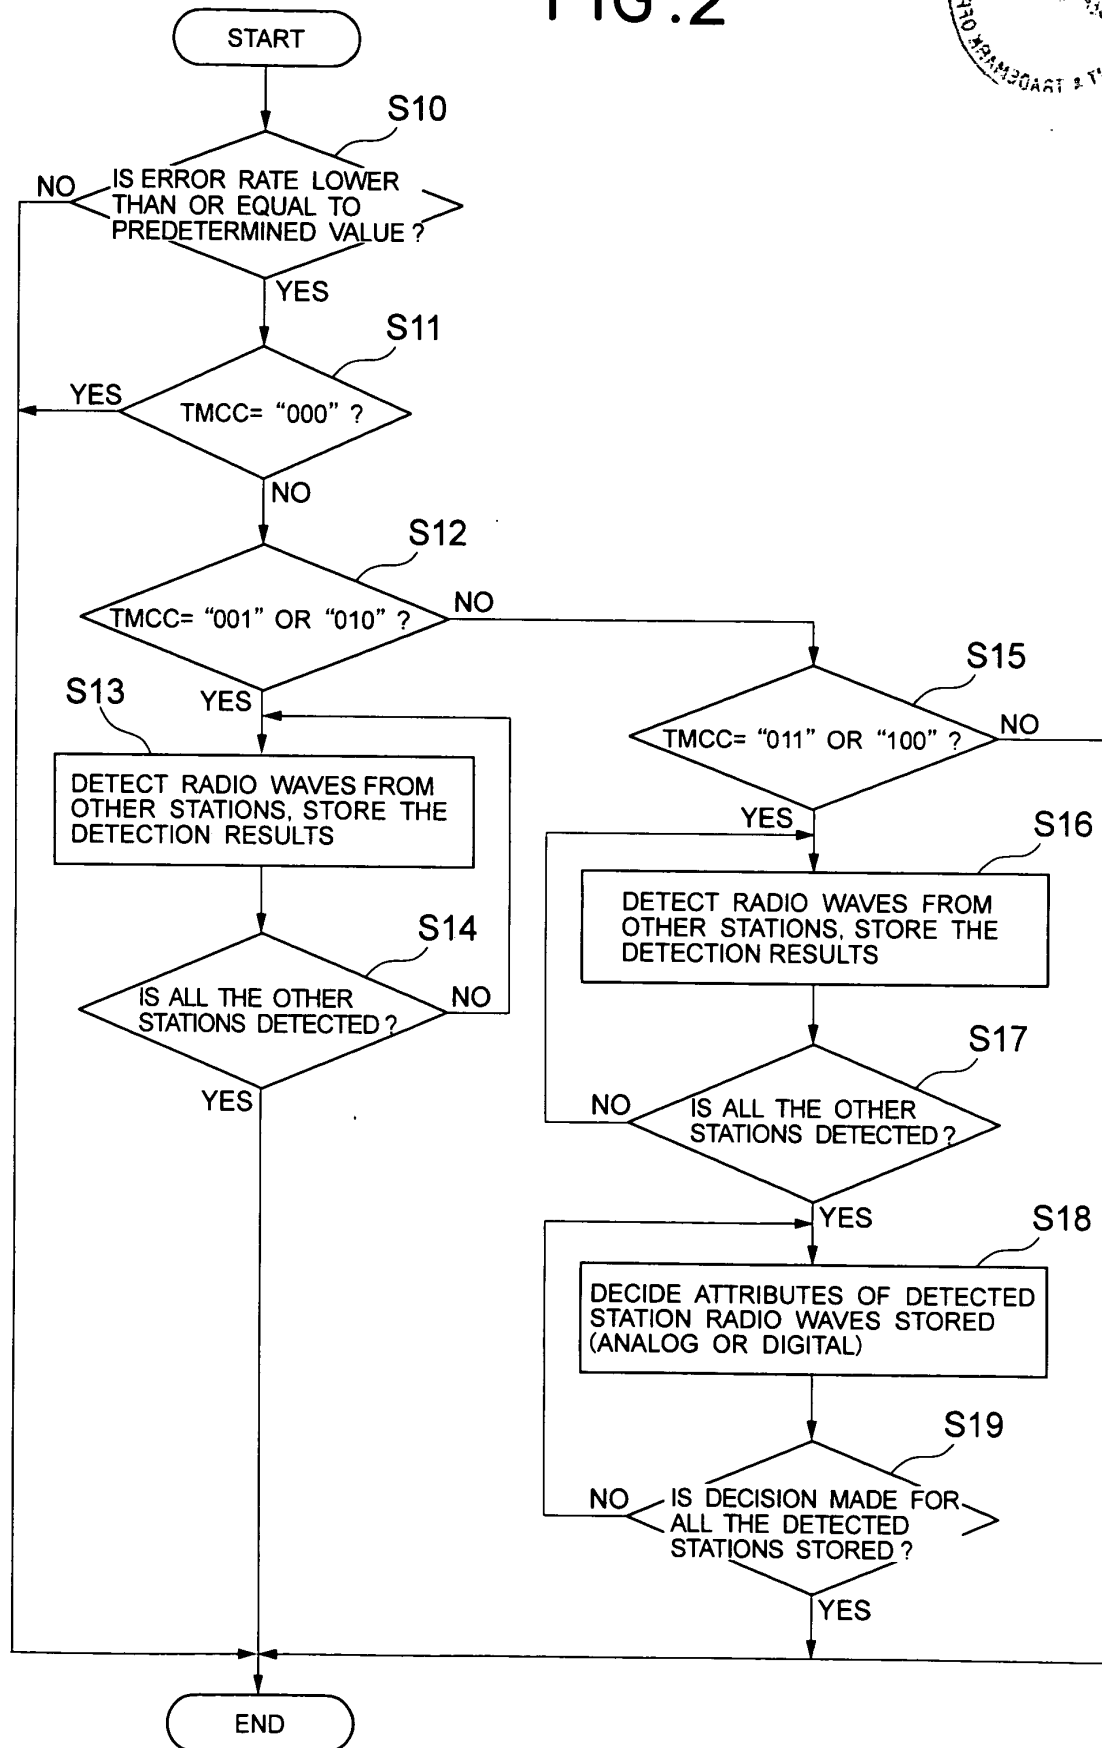 FIG.2
START
S10
NO
IS ERROR RATE LOWER
THAN OR EQUAL TO
PREDETERMINED VALUE ?
YES
S11
YES
TMCC= “000” ?
NO
S12
TMCC= “001” OR “010” ?
NO
YES
S13
DETECT RADIO WAVES FROM
OTHER STATIONS, STORE THE
DETECTION RESULTS
S14
IS ALL THE OTHER
STATIONS DETECTED ?
NO
YES
S15
TMCC= “011” OR “100” ?
NO
YES
S16
DETECT RADIO WAVES FROM
OTHER STATIONS, STORE THE
DETECTION RESULTS
S17
NO
IS ALL THE OTHER
STATIONS DETECTED ?
YES
S18
DECIDE ATTRIBUTES OF DETECTED
STATION RADIO WAVES STORED
(ANALOG OR DIGITAL)
S19
NO
IS DECISION MADE FOR
ALL THE DETECTED
STATIONS STORED ?
YES
END